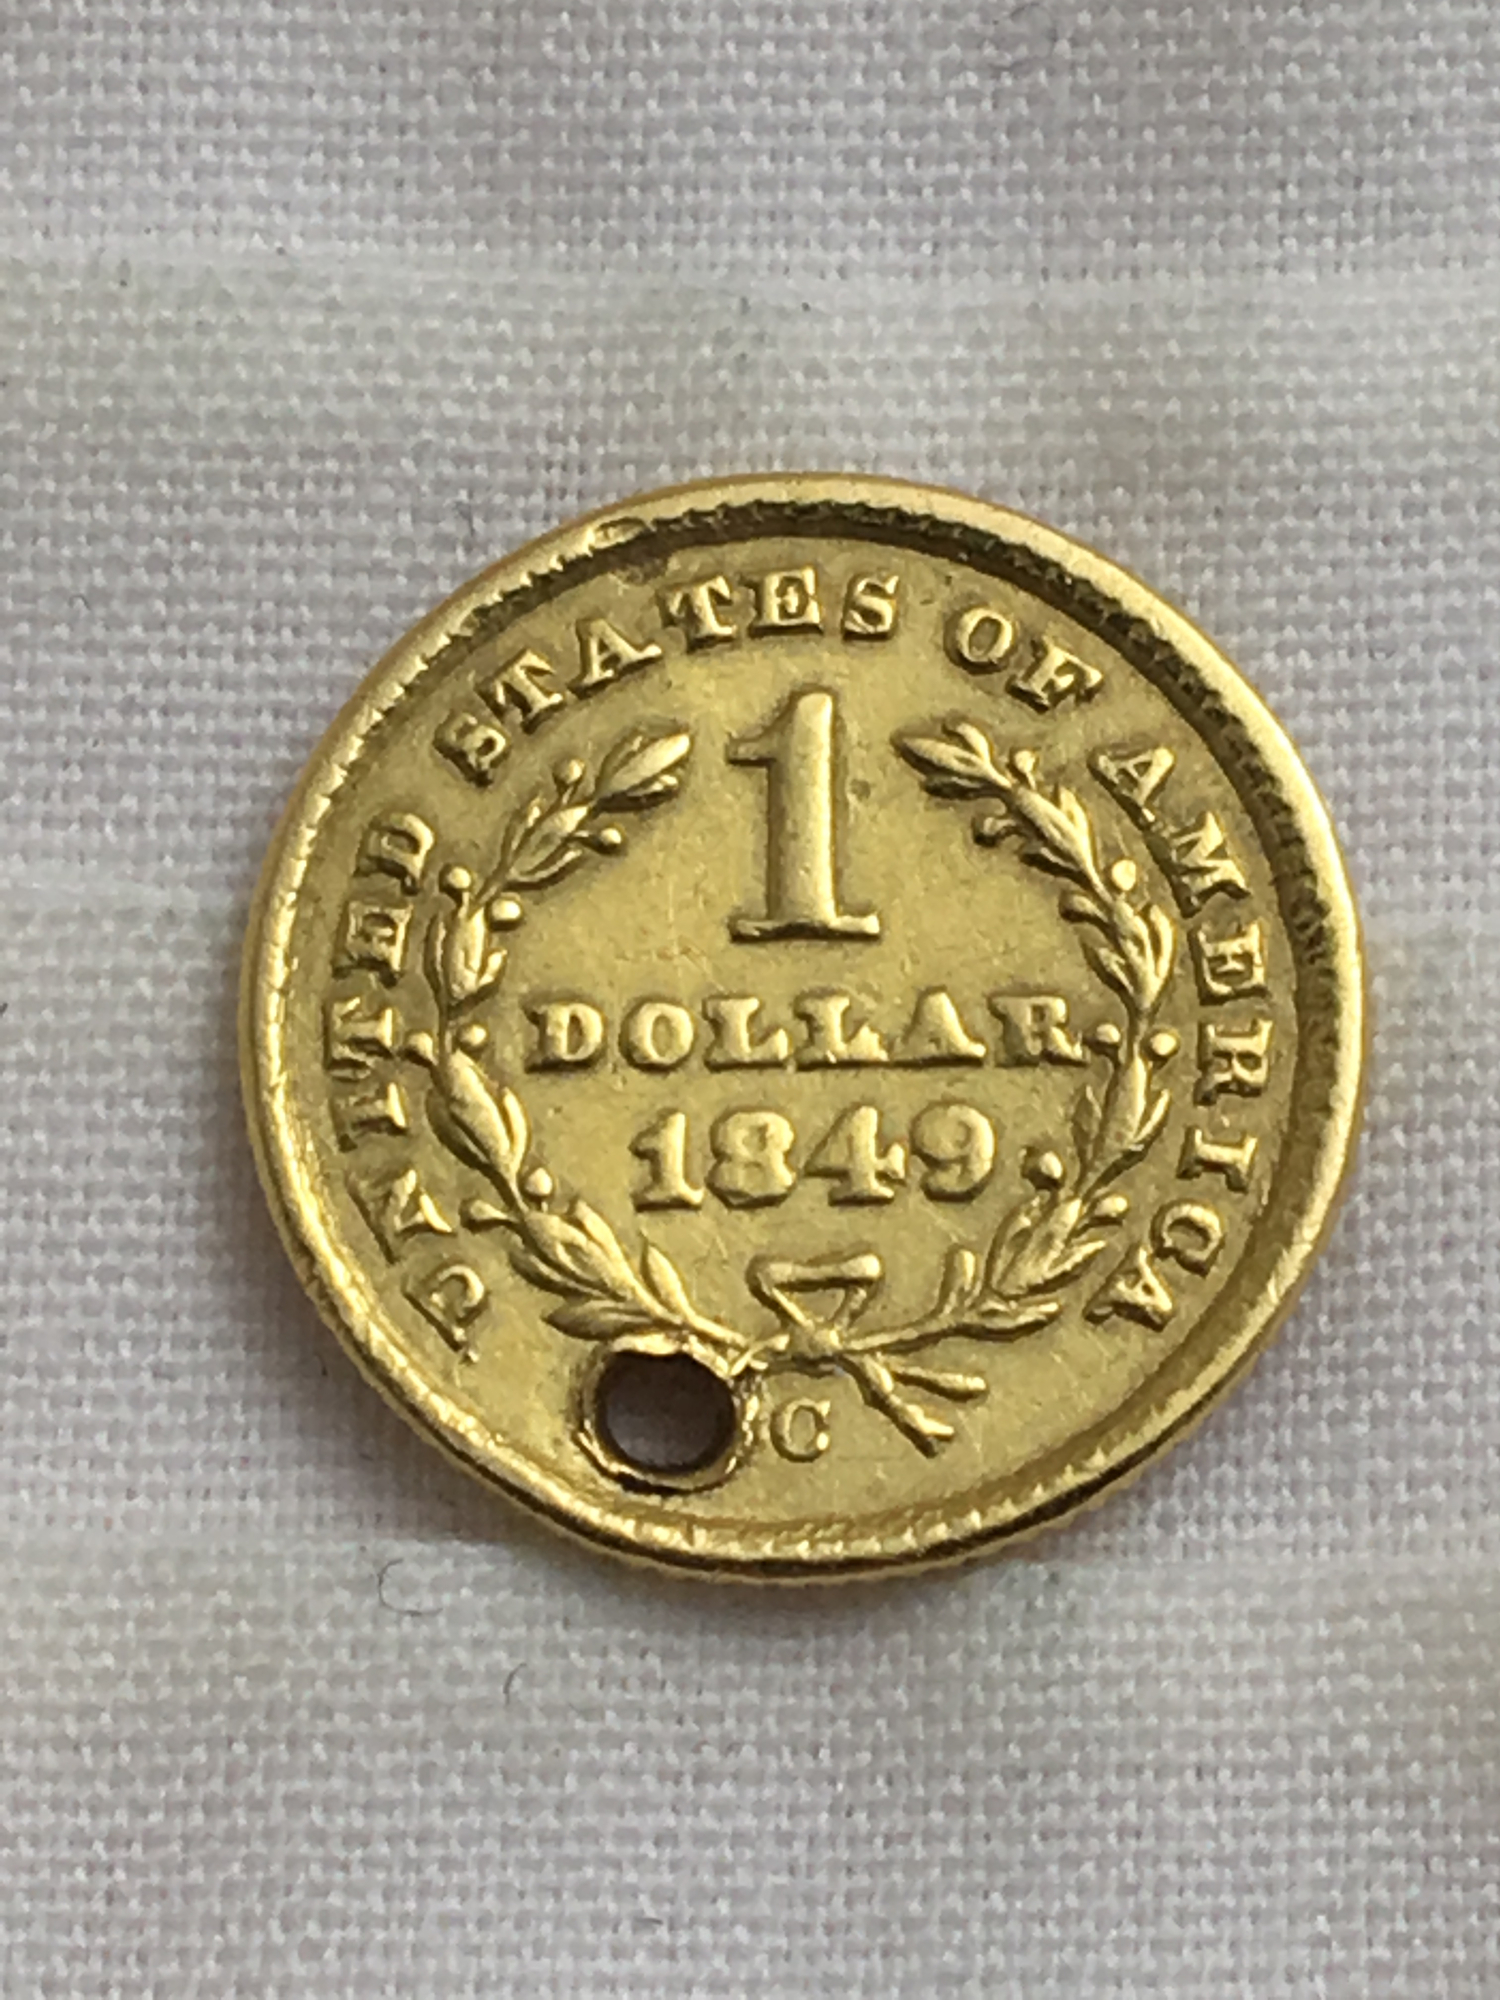 UNITED STATES OF AMERICA
1
DOLLAR
1849
C